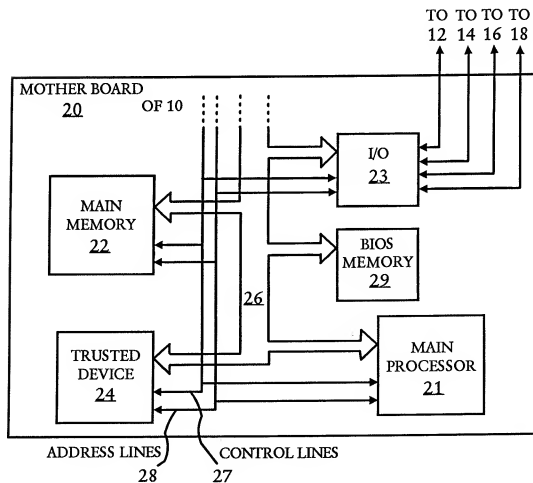 TO TO TO TO
12 14 16 18
MOTHER BOARD
20 OF 10
I/O
23
MAIN
MEMORY
22
BIOS
MEMORY
29
26
TRUSTED
DEVICE
24
MAIN
PROCESSOR
21
ADDRESS LINES CONTROL LINES
28 27